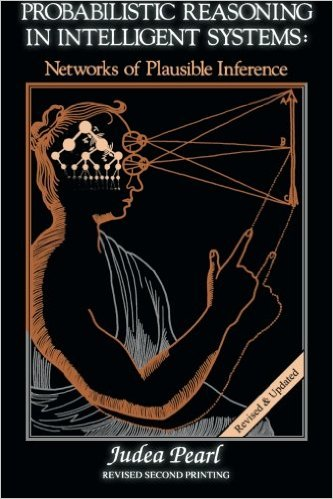 PROBABILISTIC REASONING
IN INTELLIGENT SYSTEMS:
Networks of Plausible Inference
A
B
Revised & Updated
Judea Pearl
REVISED SECOND PRINTING